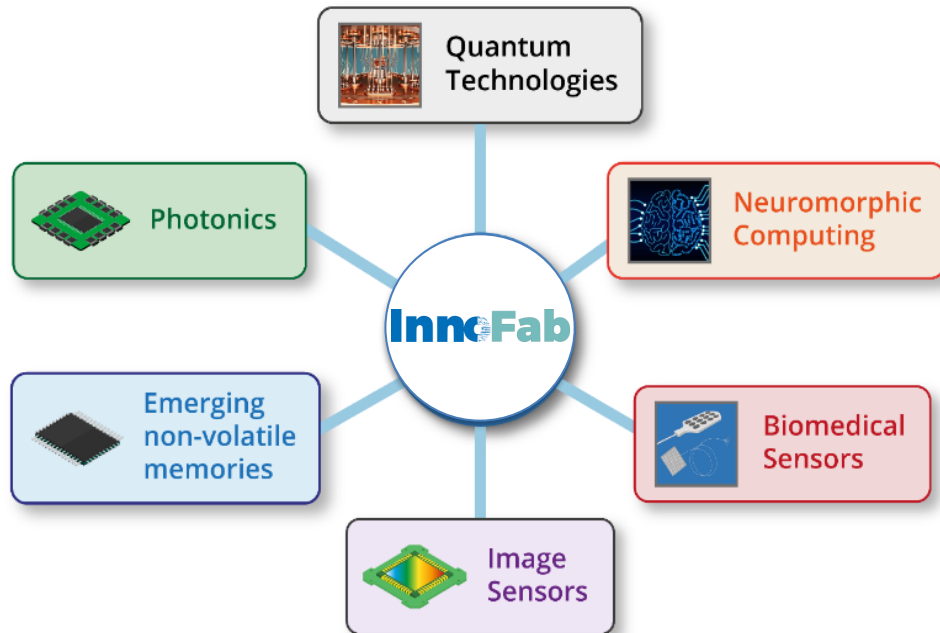 Quantum
Technologies
Photonics
Neuromorphic
Computing
InnoFab
Emerging
non-volatile
memories
Biomedical
Sensors
Image
Sensors